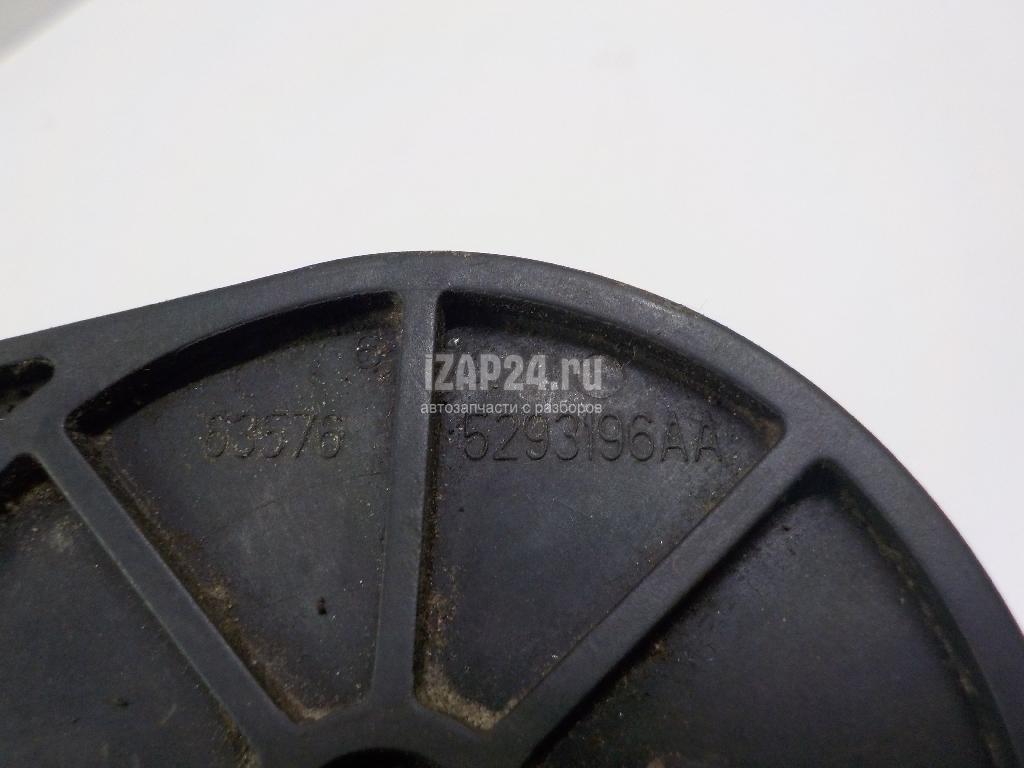 iZAP24.ru
автозапчасти с разборов
63576 5293196AA